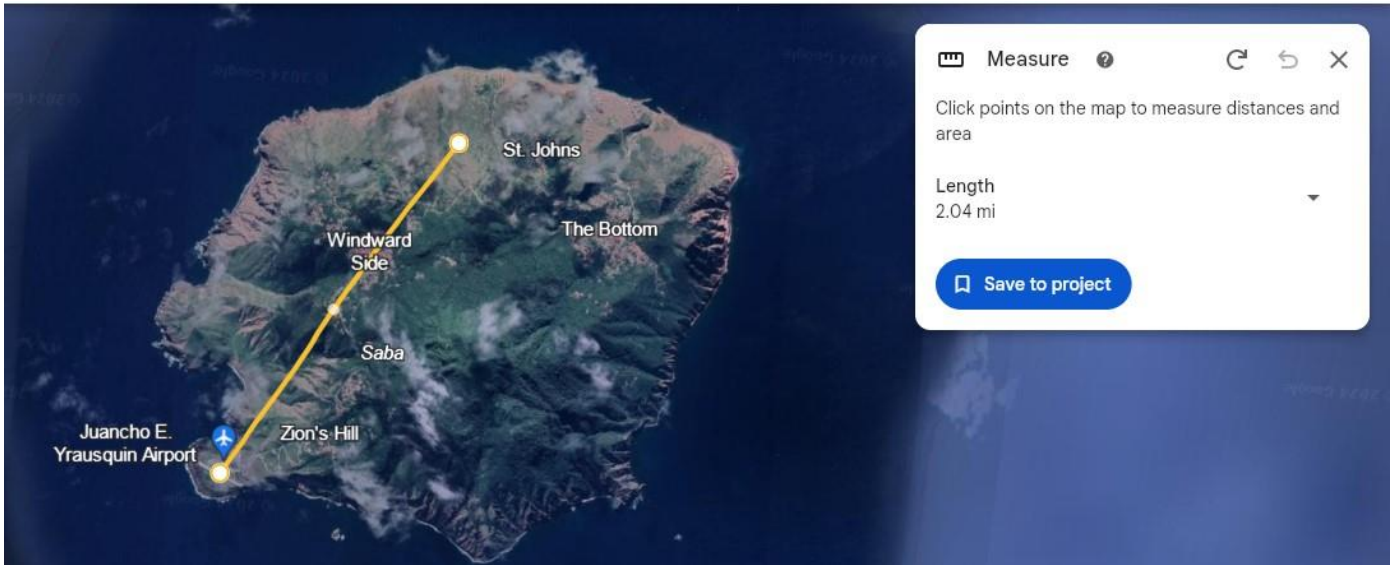 Measure
Click points on the map to measure distances and
area
Length
2.04 mi
Save to project
St. Johns
The Bottom
Windward
Side
Saba
Zion's Hill
Juancho E.
Yrausquin Airport